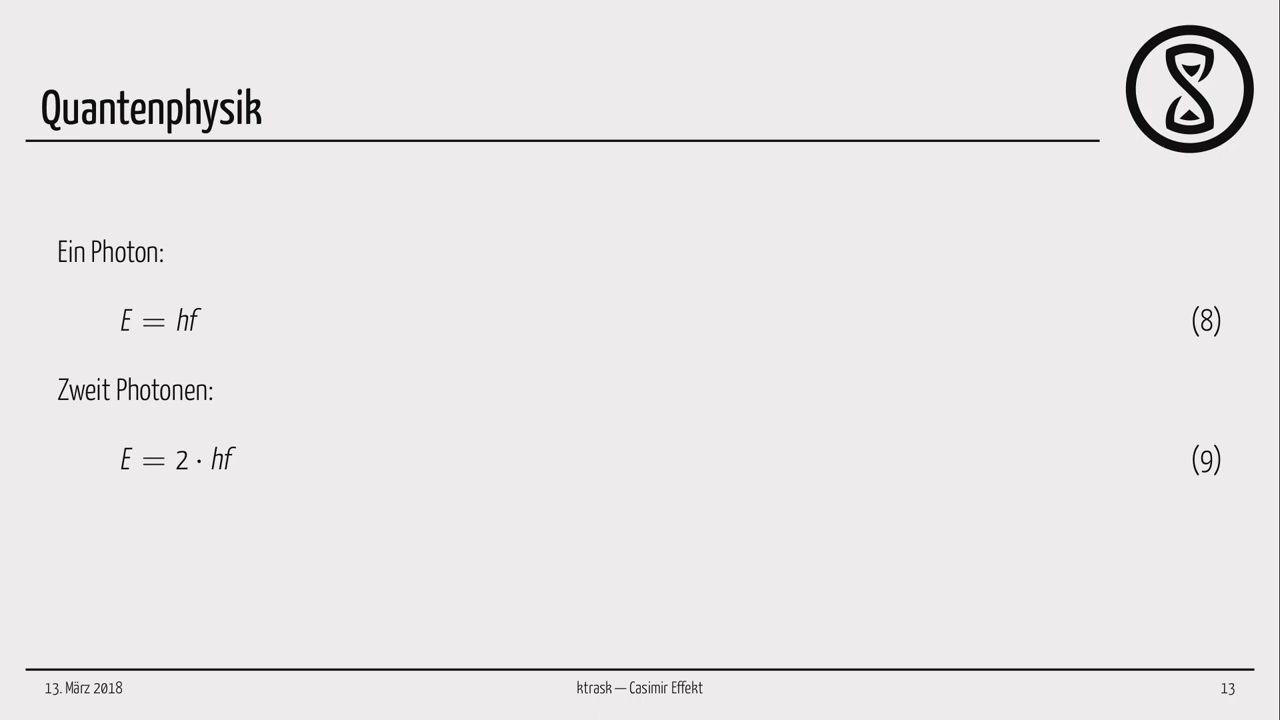 Quantenphysik
Ein Photon:
E = hf (8)
Zweit Photonen:
E = 2 · hf (9)
13. März 2018 ktrask — Casimir Effekt 13